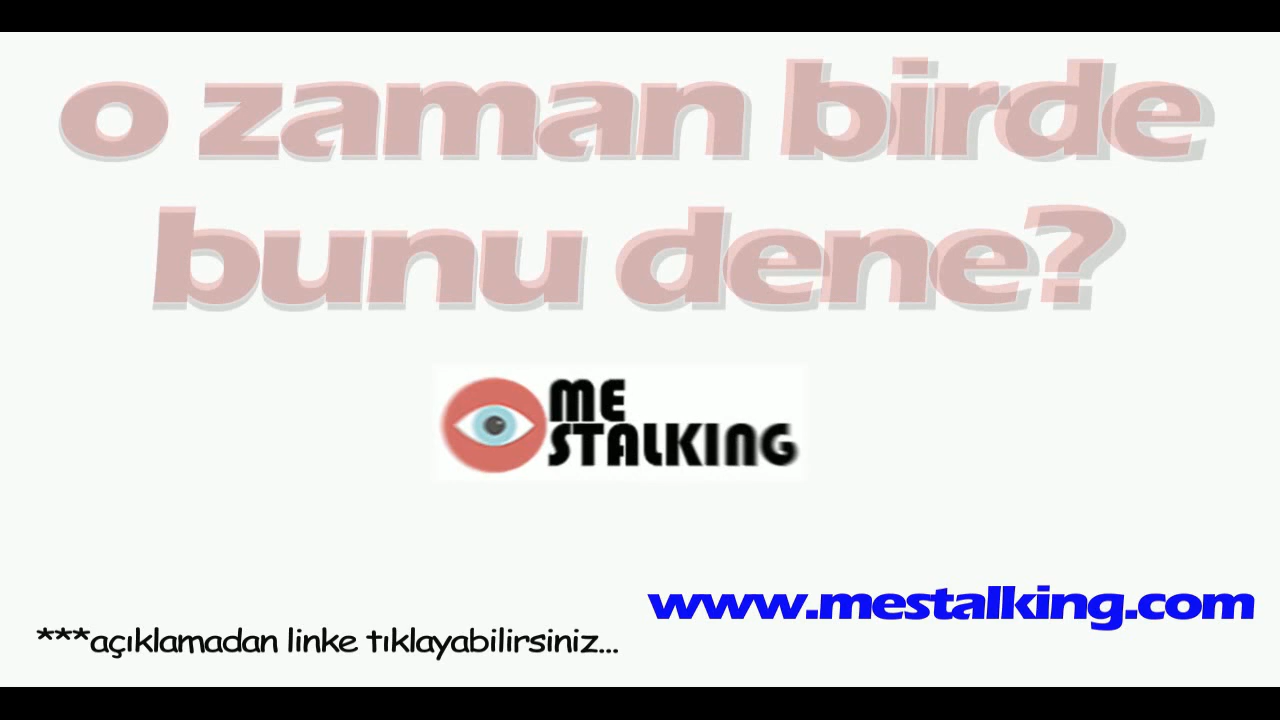 o zaman birde
bunu dene?
ME
STALKING
www.mestalking.com
***açıklamadan linke tıklayabilirsiniz...